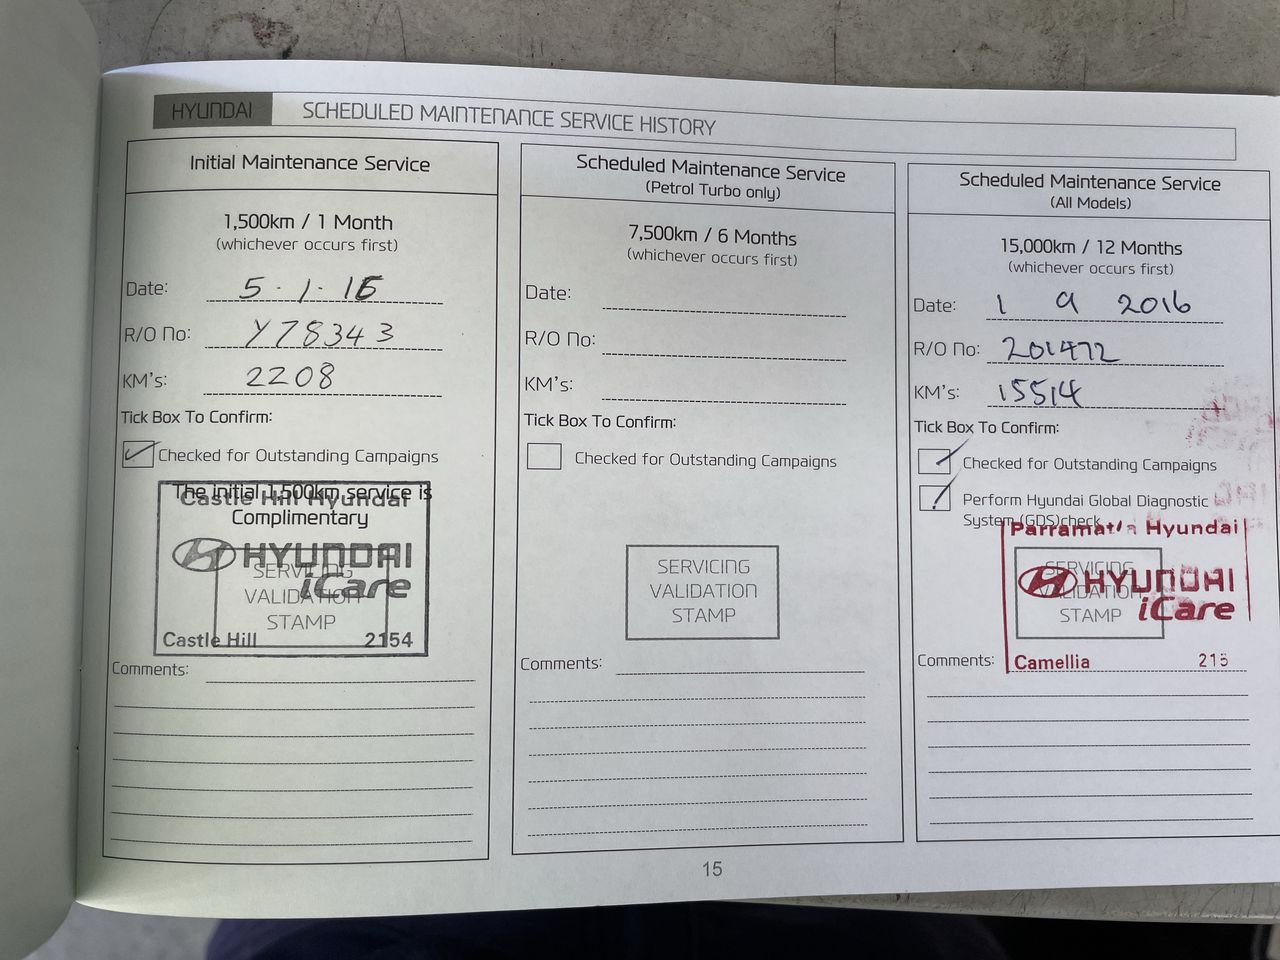 HYUNDAI SCHEDULED MAINTENANCE SERVICE HISTORY
Initial Maintenance Service
1,500km / 1 Month
(whichever occurs first)
Date: 5 · 1 · 16
R/O No: Y78343
KM's: 2208
Tick Box To Confirm:
Checked for Outstanding Campaigns
The initial 1,500km service is
Complimentary
Castle Hill Hyundai
HYUNDAI
iCare
Castle Hill 2154
SERVICING
VALIDATION
STAMP
Comments:
Scheduled Maintenance Service
(Petrol Turbo only)
7,500km / 6 Months
(whichever occurs first)
Date:
R/O No:
KM's:
Tick Box To Confirm:
Checked for Outstanding Campaigns
SERVICING
VALIDATION
STAMP
Comments:
Scheduled Maintenance Service
(All Models)
15,000km / 12 Months
(whichever occurs first)
Date: 1 9 2016
R/O No: 201472
KM's: 15514
Tick Box To Confirm:
Checked for Outstanding Campaigns
Perform Hyundai Global Diagnostic
System (GDS)check
Hyundai
HYUNDAI
iCare
Camellia
SERVICING
VALIDATION
STAMP
Comments:
15